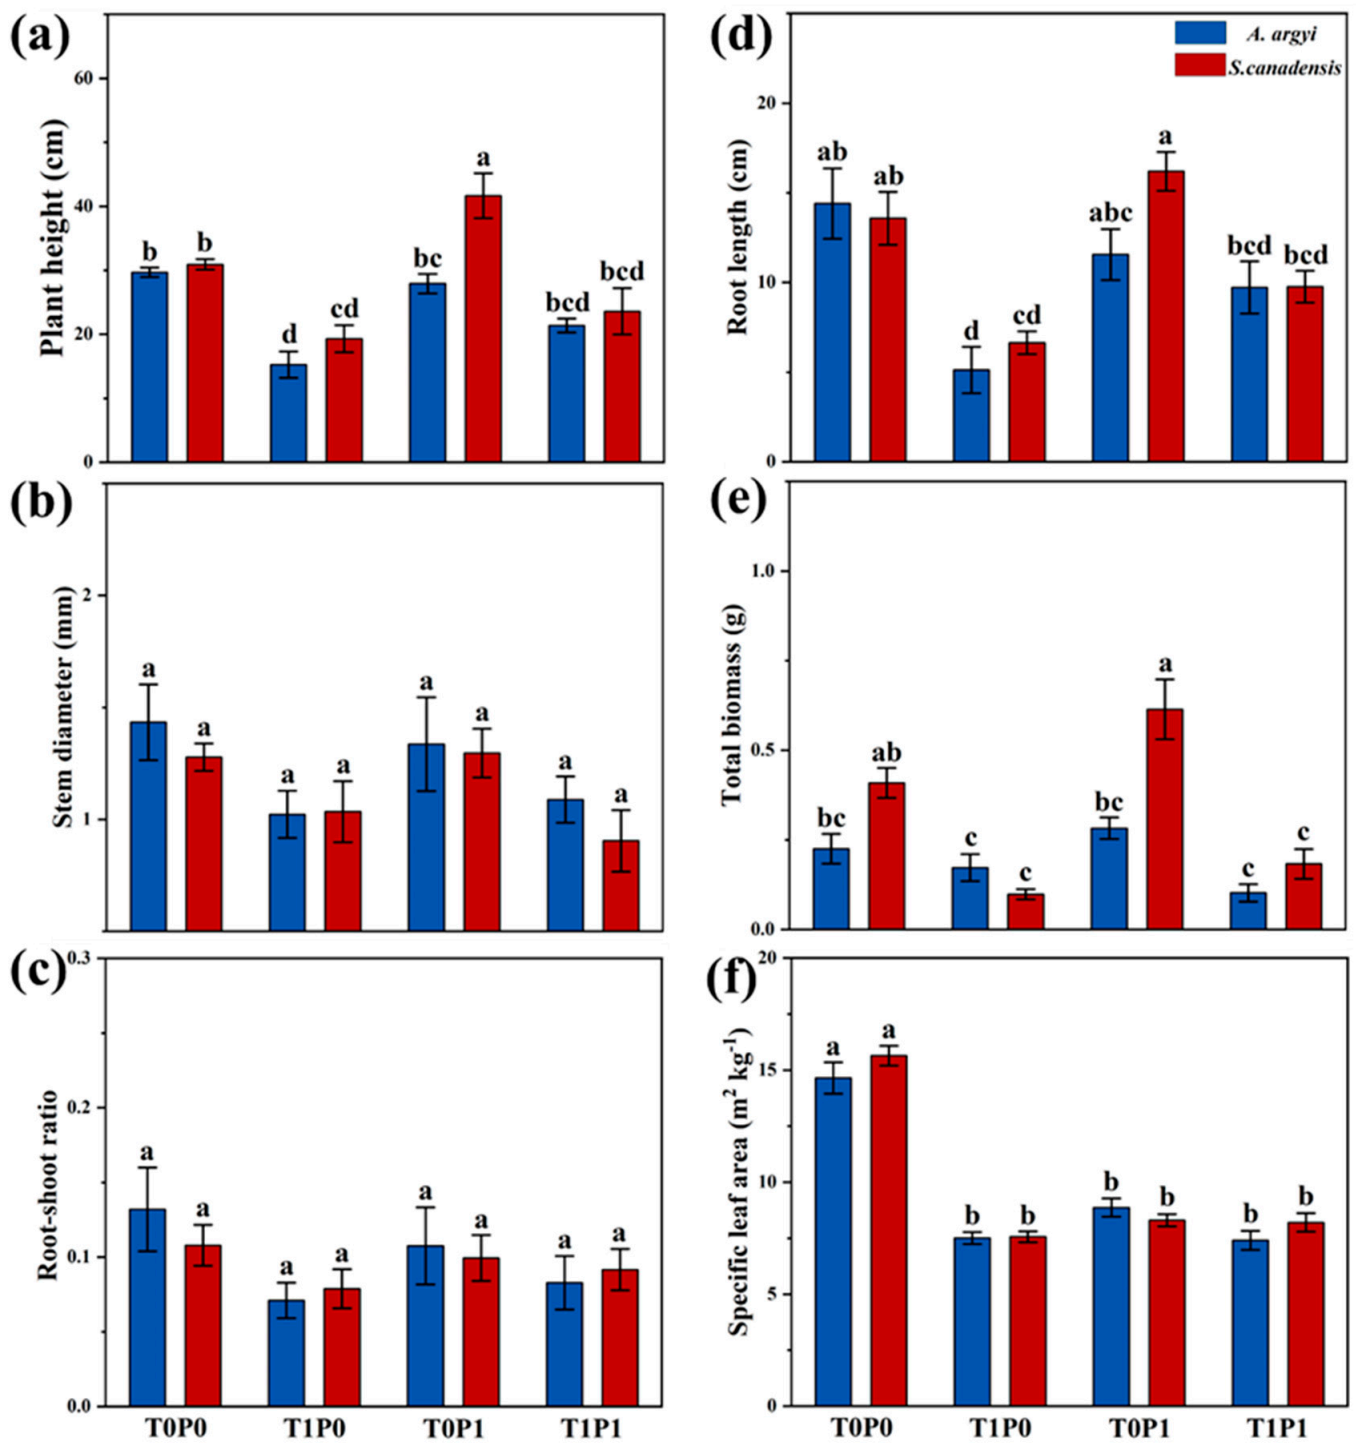 (a)
Plant height (cm)
60
40
20
0
b b d cd bc a bcd bcd
(d)
A. argyi
S.canadensis
Root length (cm)
20
10
0
ab ab d cd abc a bcd bcd
(b)
Stem diameter (mm)
2
1
a a a a a a a a
(e)
Total biomass (g)
1.0
0.5
0.0
bc ab c c bc a c c
(c)
Root-shoot ratio
0.3
0.2
0.1
0.0
a a a a a a a a
T0P0 T1P0 T0P1 T1P1
(f)
Specific leaf area (m² kg⁻¹)
20
15
10
5
0
a a b b b b b b
T0P0 T1P0 T0P1 T1P1